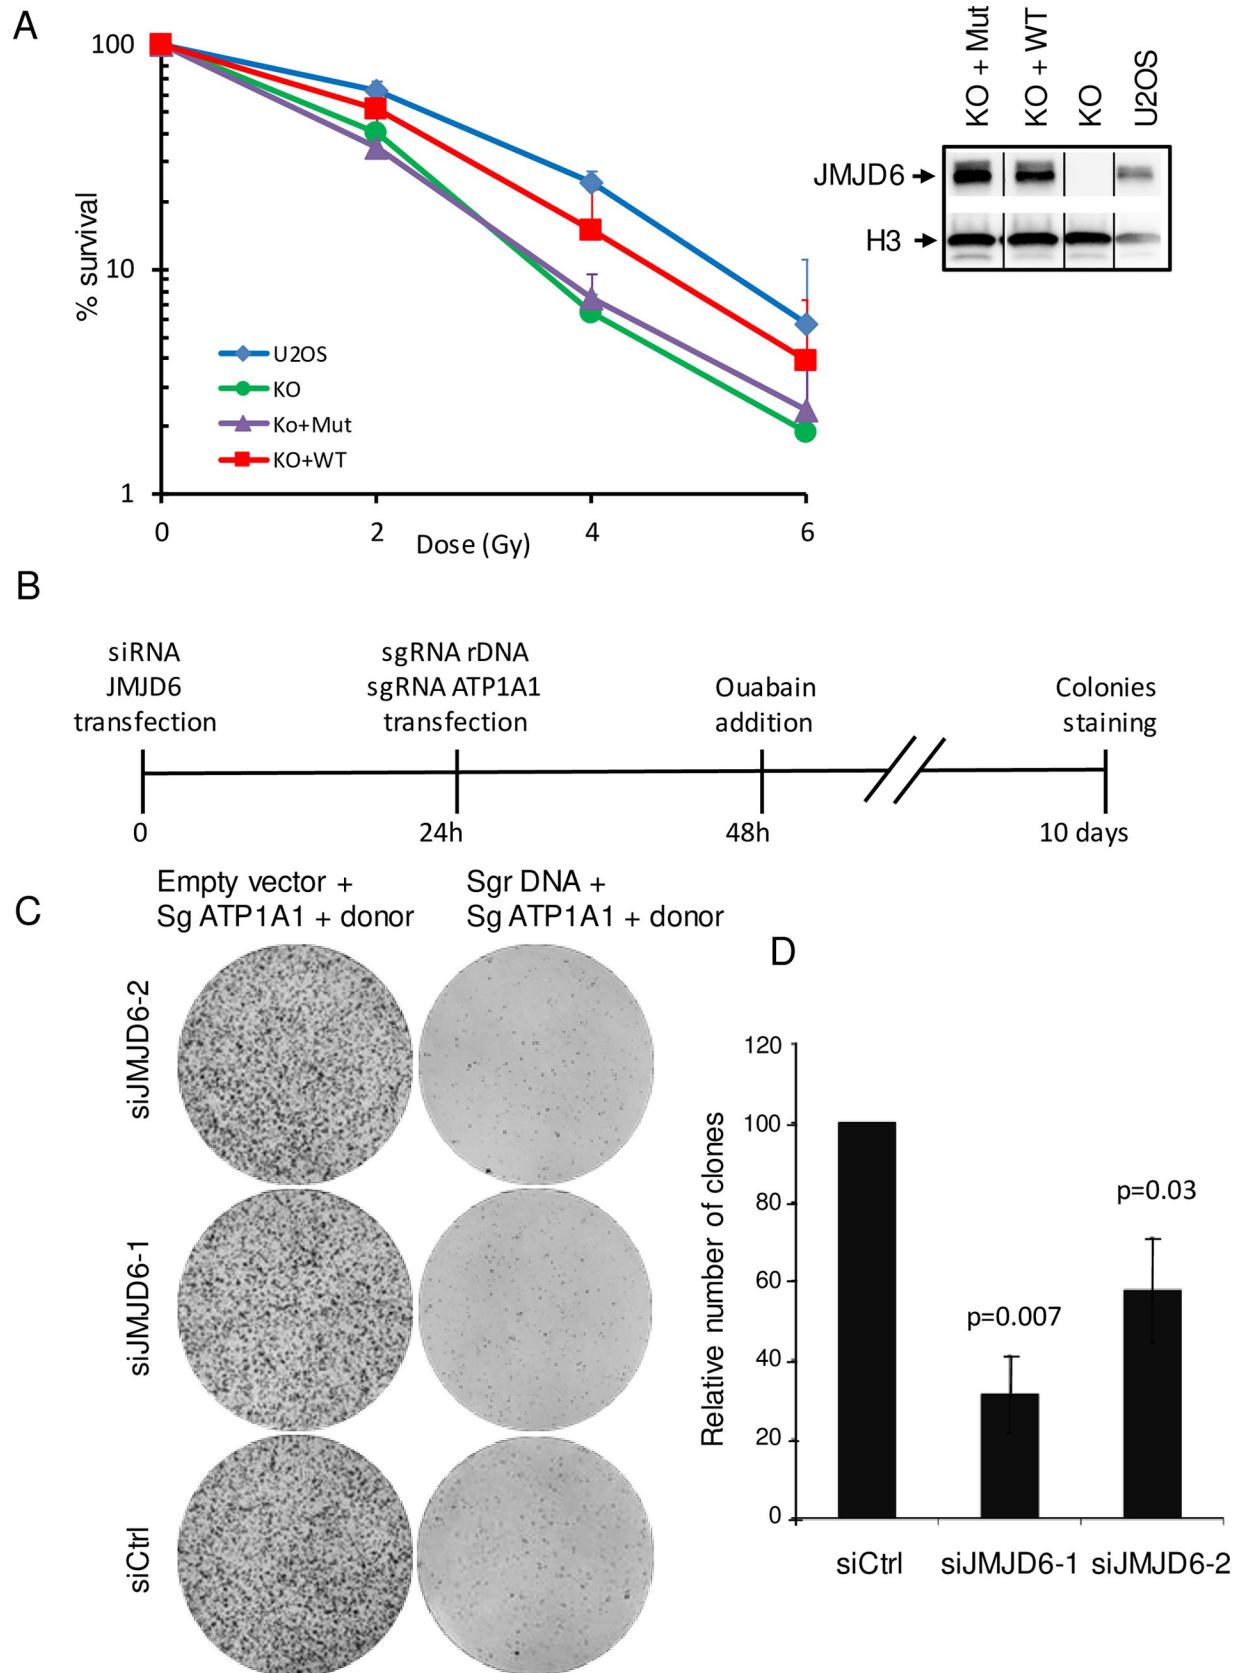 A
100
10
1
% survival
0
2
4
6
Dose (Gy)
U2OS
KO
Ko+Mut
KO+WT
KO + Mut
KO + WT
KO
U2OS
JMJD6
H3
B
siRNA
JMJD6
transfection
sgRNA rDNA
sgRNA ATP1A1
transfection
Ouabain
addition
Colonies
staining
0
24h
48h
10 days
C
Empty vector +
Sg ATP1A1 + donor
Sgr DNA +
Sg ATP1A1 + donor
siJMJD6-2
siJMJD6-1
siCtrl
D
Relative number of clones
120
100
80
60
40
20
0
p=0.007
p=0.03
siCtrl
siJMJD6-1
siJMJD6-2